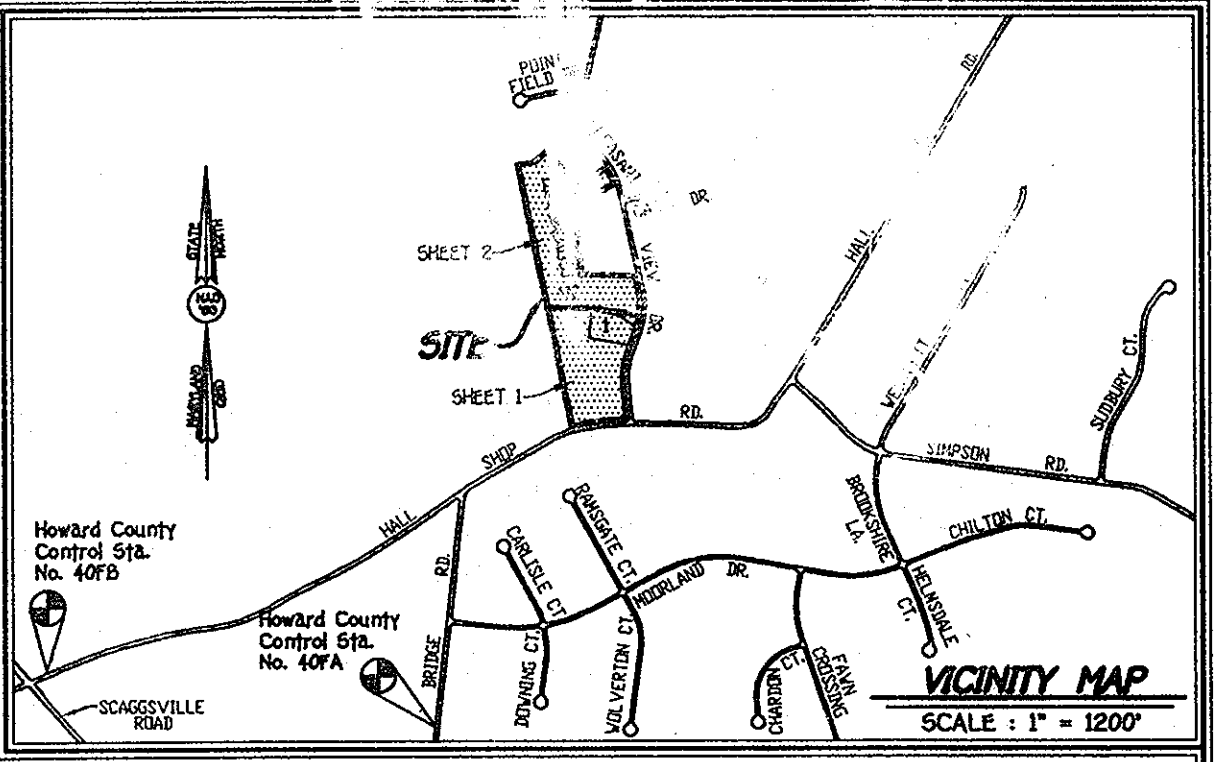 FIELD
RD.
DR.
VIEW
DR.
HALL
STATE
NORTH
NAD
'83
MARYLAND
GRID
SHEET 2
SITE
1
SHEET 1
RD.
SHOP
HALL
SIMPSON
RD.
SUDBURY CT.
BROOKSHIRE
LA.
CHILTON CT.
HELMSDALE
CT.
RAMSGATE CT.
CARLISLE CT.
MOORLAND
DR.
RD.
BRIDGE
Howard County
Control Sta.
No. 40FB
Howard County
Control Sta.
No. 40FA
DOWNING CT.
WOLVERTON CT.
CHARDON
CT.
FAWN
CROSSING
SCAGGSVILLE
ROAD
VICINITY MAP
SCALE : 1" = 1200'